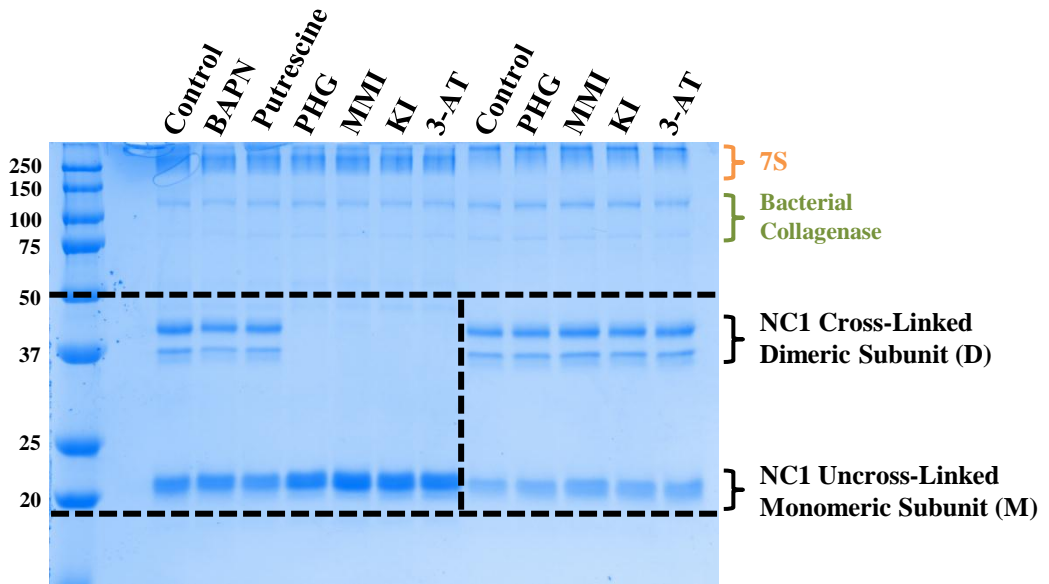 Control BAPN Putrescine PHG MMI KI 3-AT Control PHG MMI KI 3-AT
250
150
100
75
50
37
25
20
7S
Bacterial
Collagenase
NC1 Cross-Linked
Dimeric Subunit (D)
NC1 Uncross-Linked
Monomeric Subunit (M)